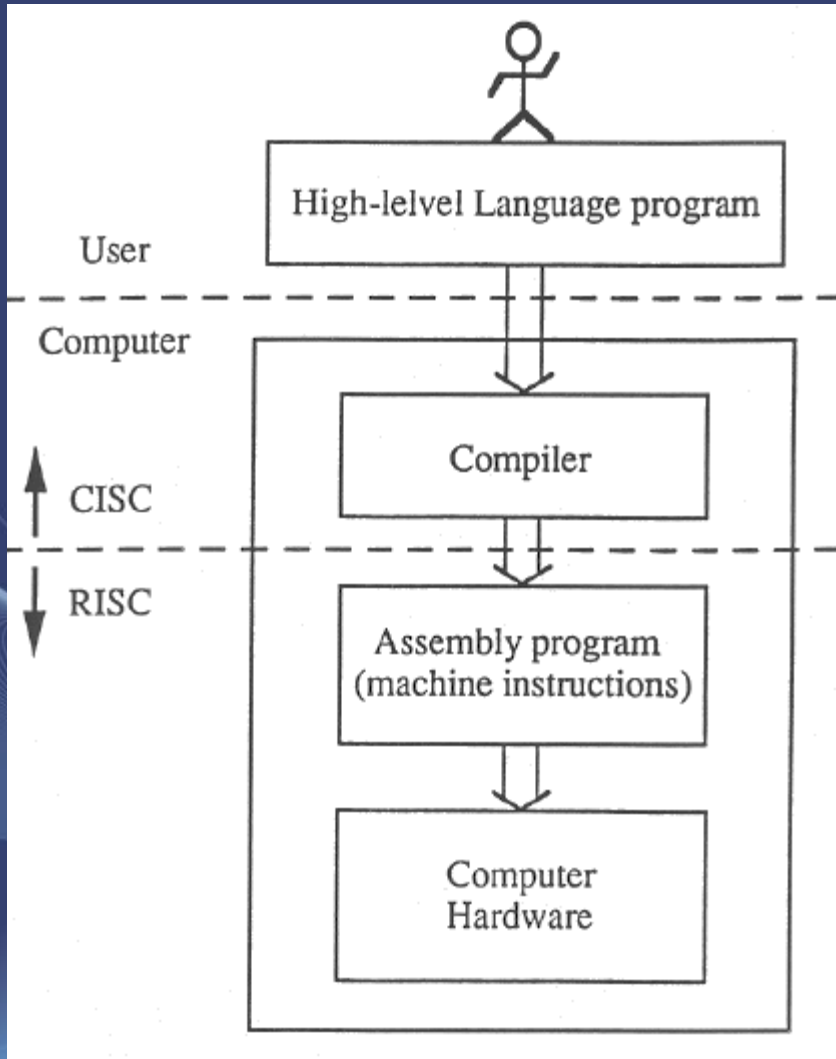 High-lelvel Language program
User
Computer
Compiler
CISC
RISC
Assembly program
(machine instructions)
Computer
Hardware